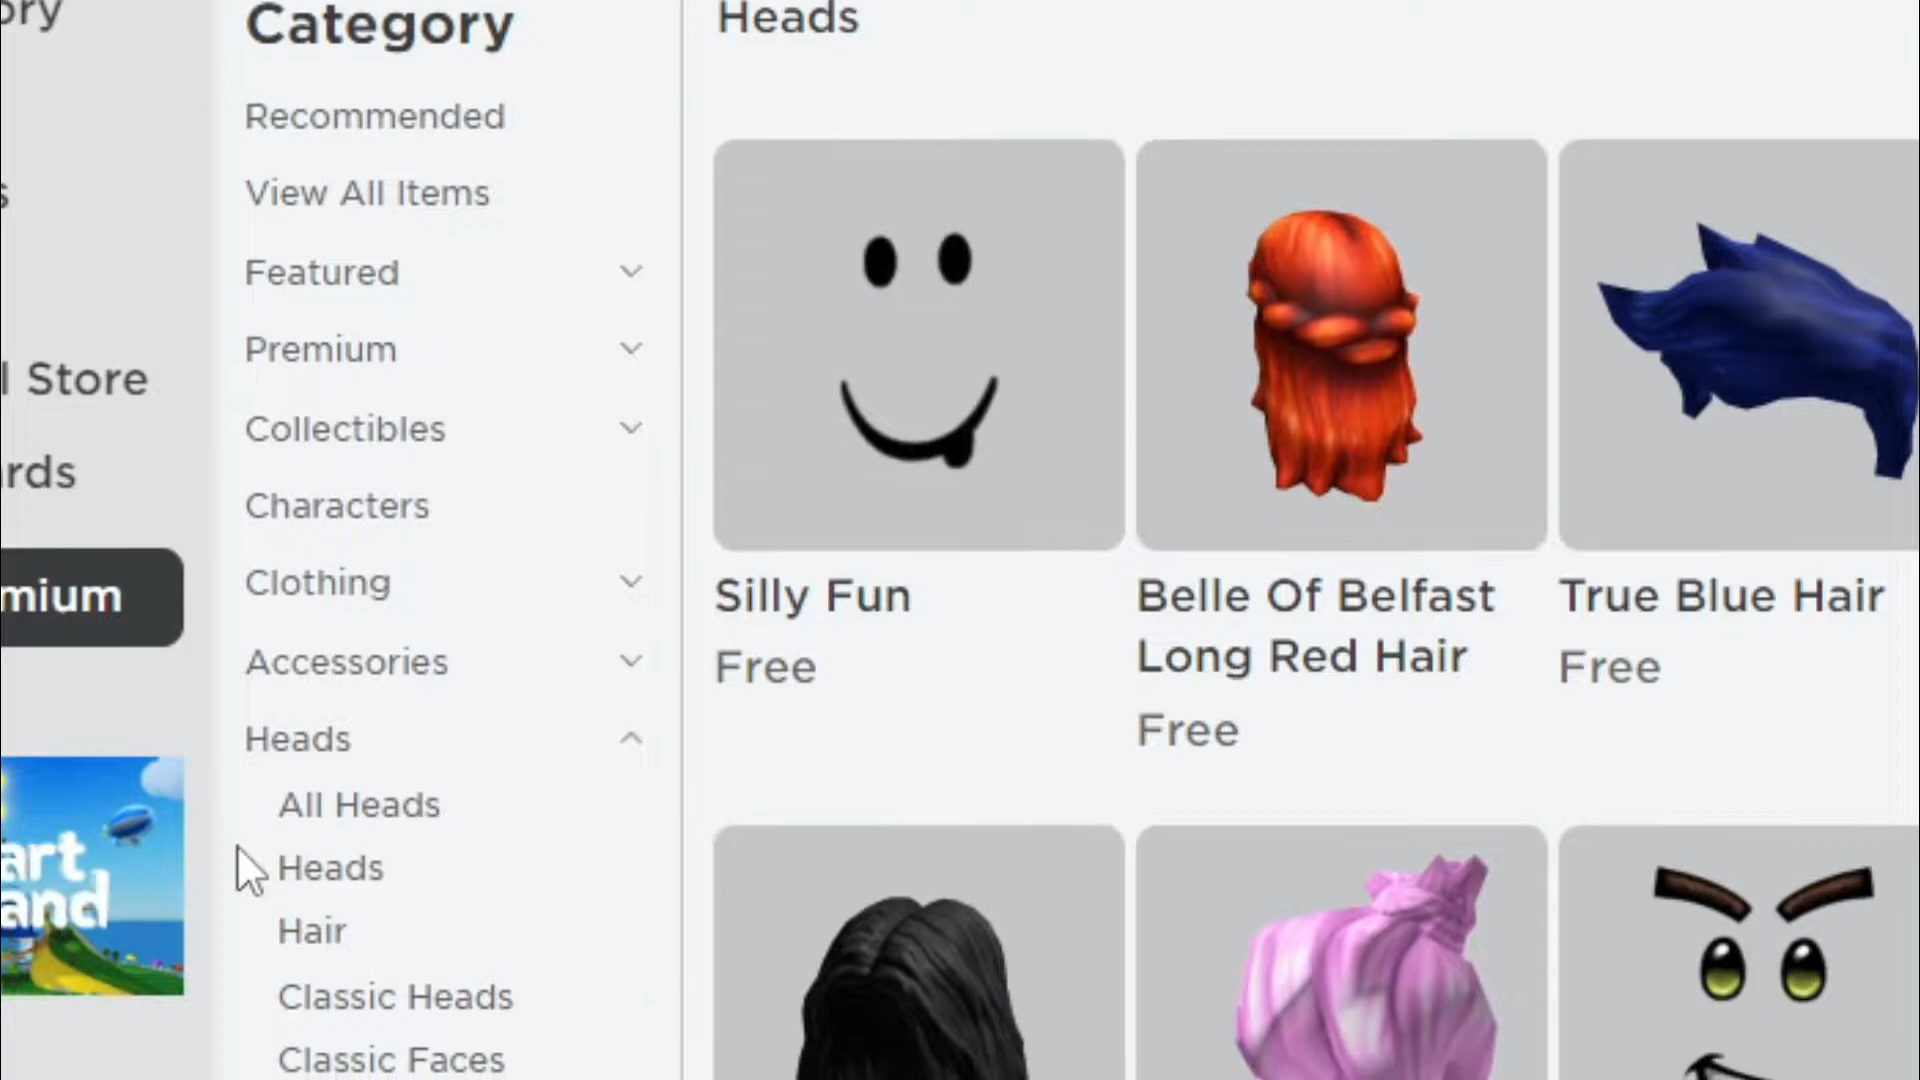 Category
Recommended
View All Items
Featured
Premium
Collectibles
Characters
Clothing
Accessories
Heads
All Heads
Heads
Hair
Classic Heads
Classic Faces
Store
Heads
Silly Fun
Free
Belle Of Belfast
Long Red Hair
Free
True Blue Hair
Free